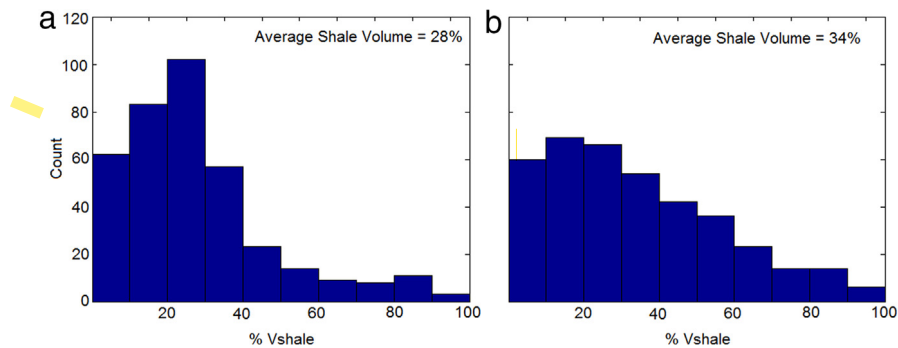 a
120
100
80
60
40
20
0
Count
Average Shale Volume = 28%
20 40 60 80 100
% Vshale
b
Average Shale Volume = 34%
20 40 60 80 100
% Vshale